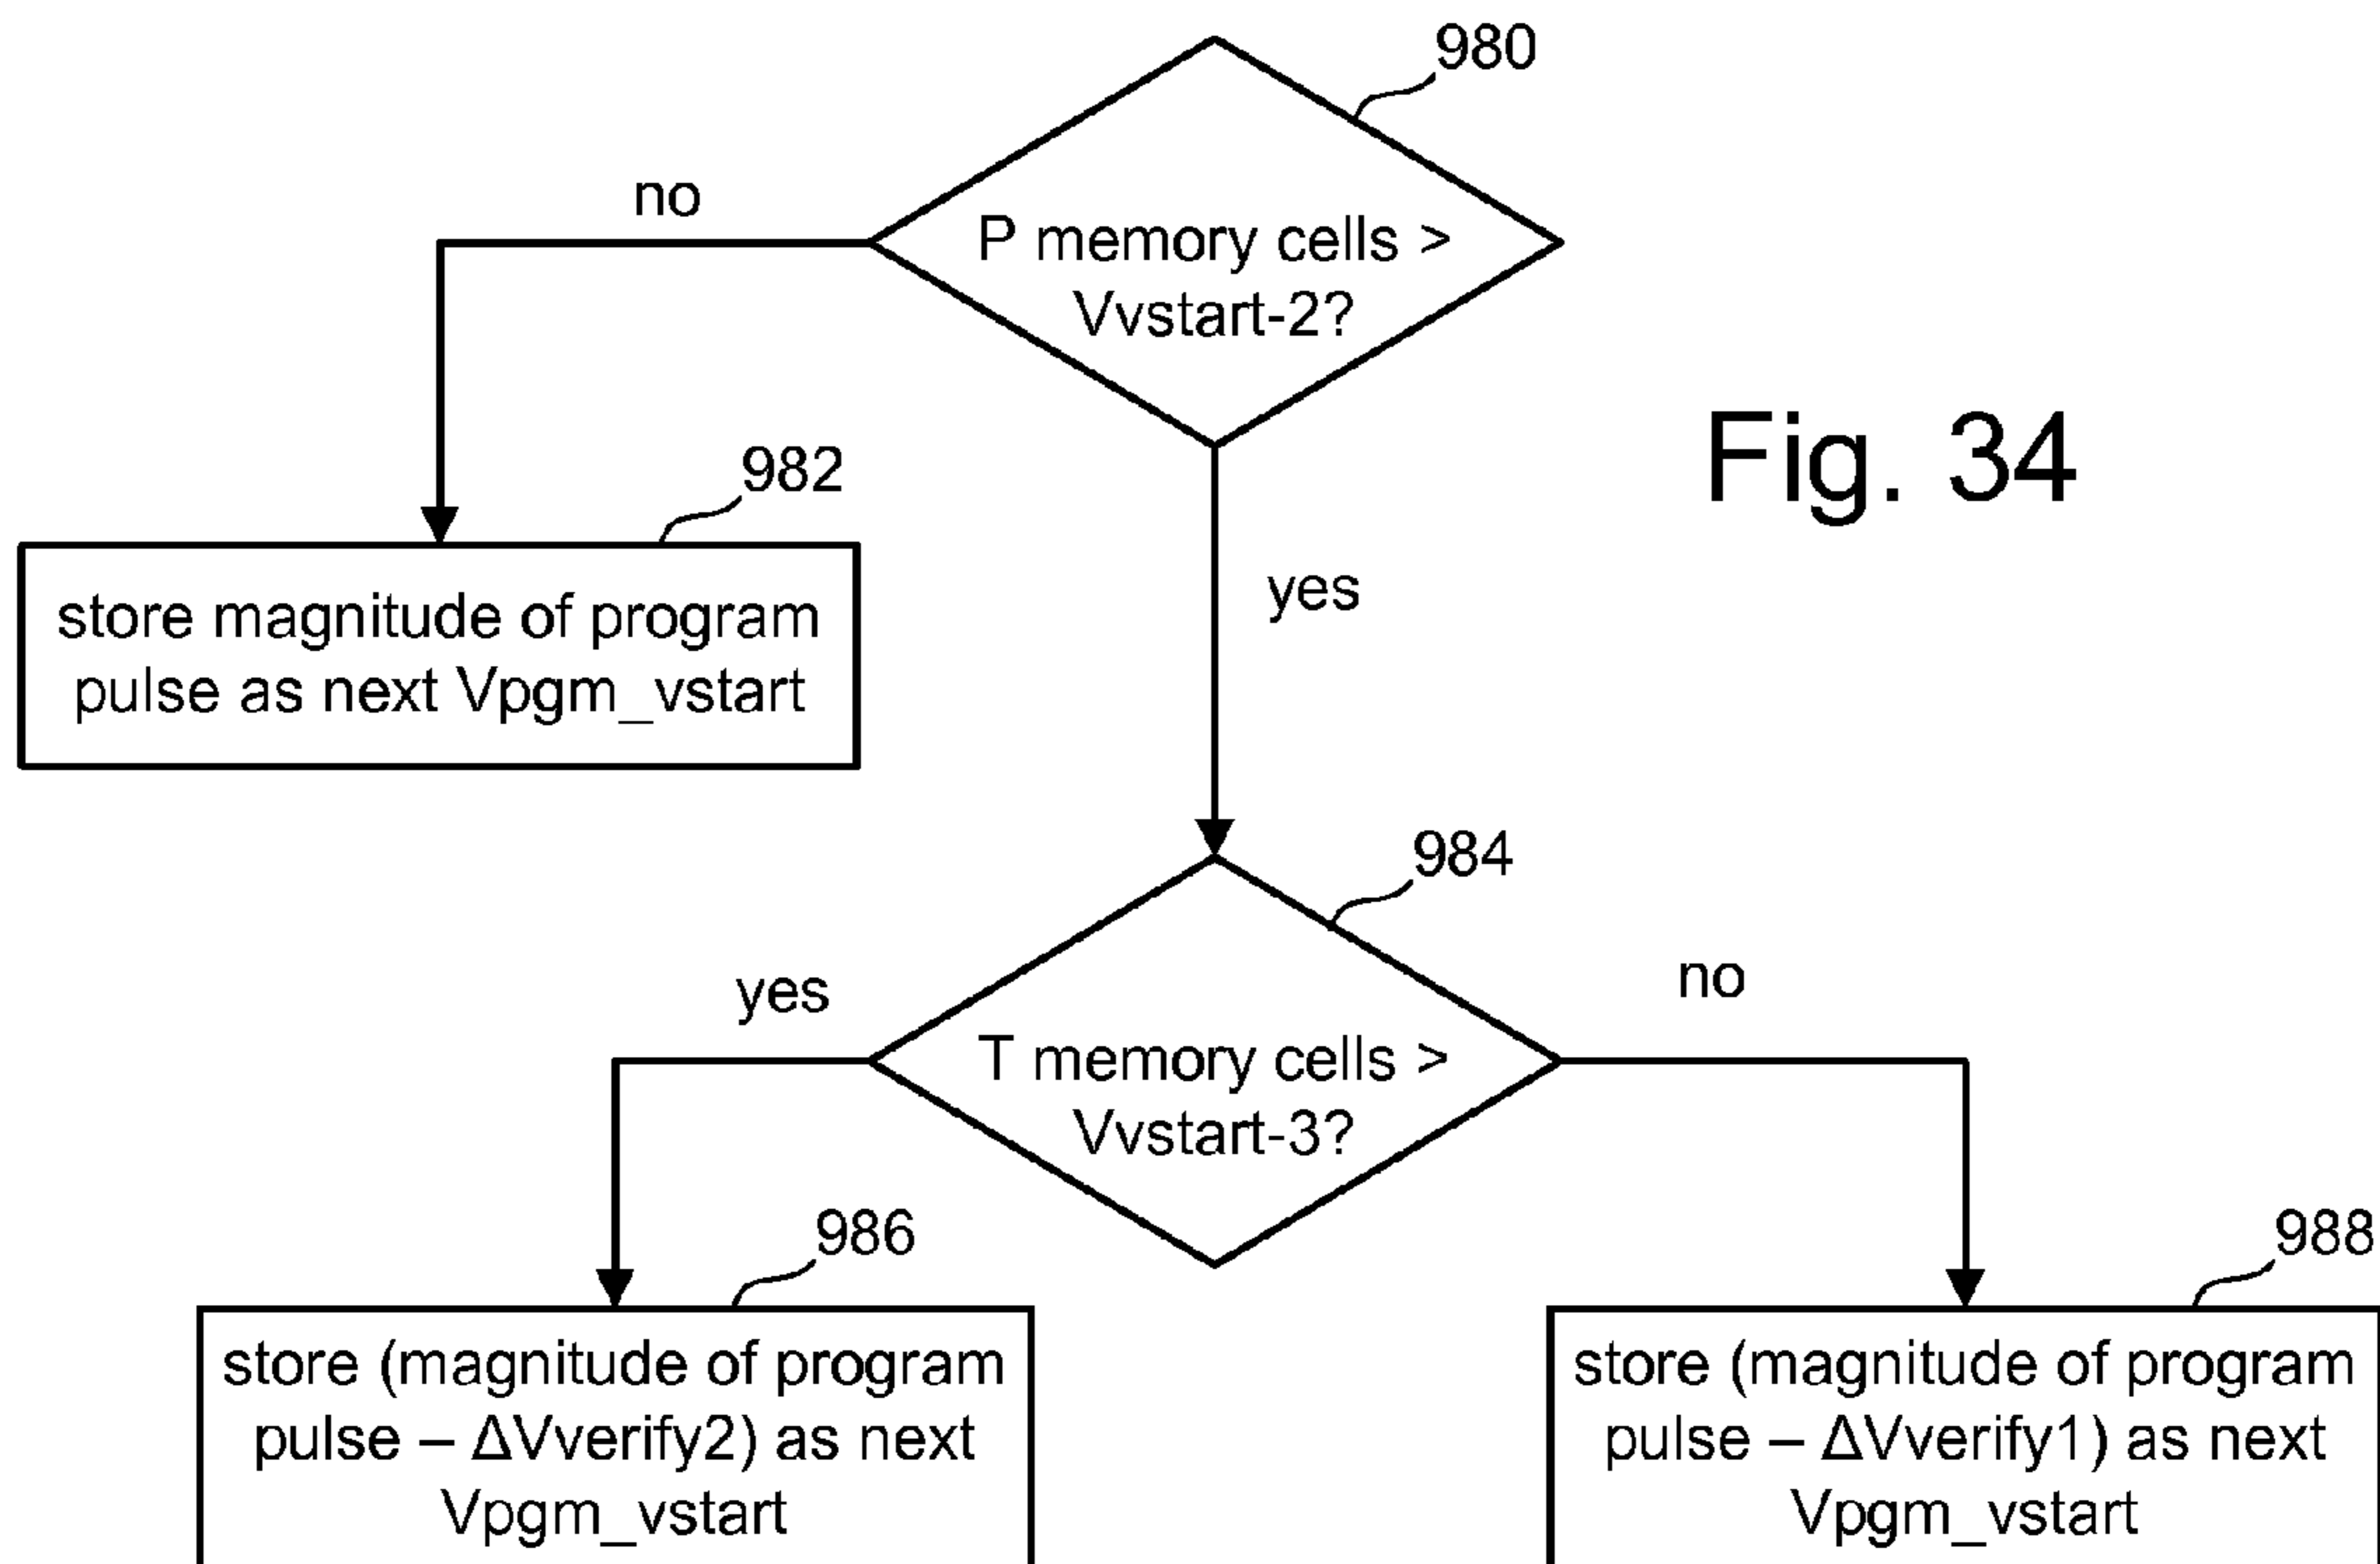 980
no
P memory cells >
Vvstart-2?
Fig. 34
982
store magnitude of program
pulse as next Vpgm_vstart
yes
984
yes
no
T memory cells >
Vvstart-3?
986
988
store (magnitude of program
pulse – ΔVverify2) as next
Vpgm_vstart
store (magnitude of program
pulse – ΔVverify1) as next
Vpgm_vstart